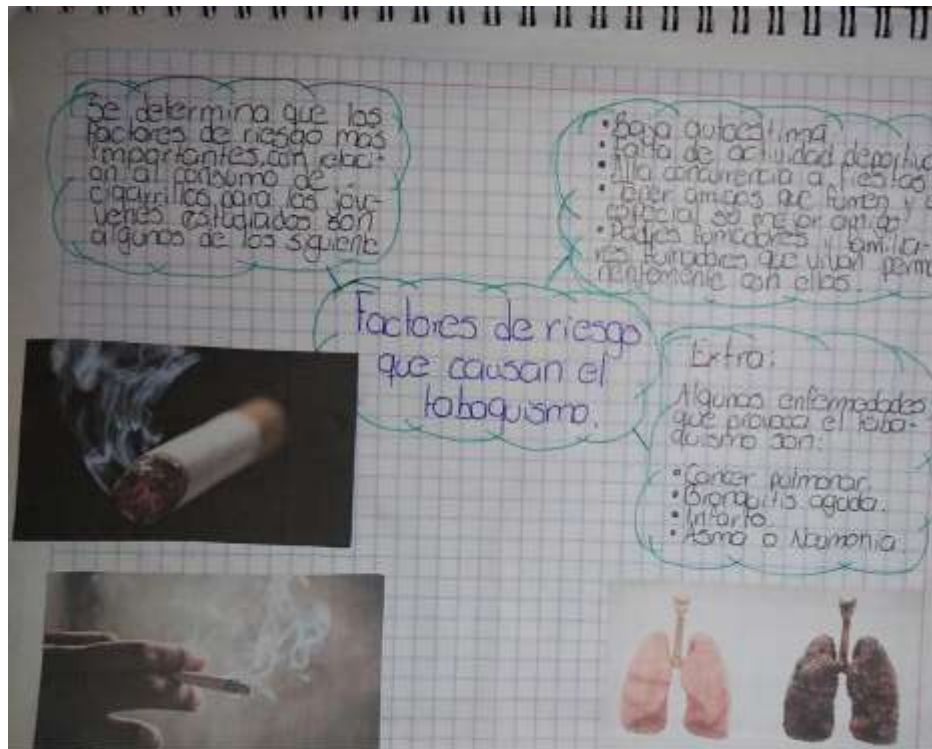 Se determina que los
Factores de riesgo mas
importantes, con relaci-
on al consumo de
cigarrillos para los jov-
venes estudiados son
algunos de los siguiente
• Baja autoestima
• Falta de actividad deportiva
• Alta concurrencia a fiestas
• Tener amigos que fumen y
especial su mejor amigo
• Padres fumadores y familia-
res fumadores que vivan perma
nentemente con ellos.
Factores de riesgo
que causan el
tabaquismo.
Extra:
Algunas enfermedades
que provoca el taba-
quismo son:
• Cancer pulmonar.
• Bronquitis aguda.
• Infarto.
• Asma o Neumonia